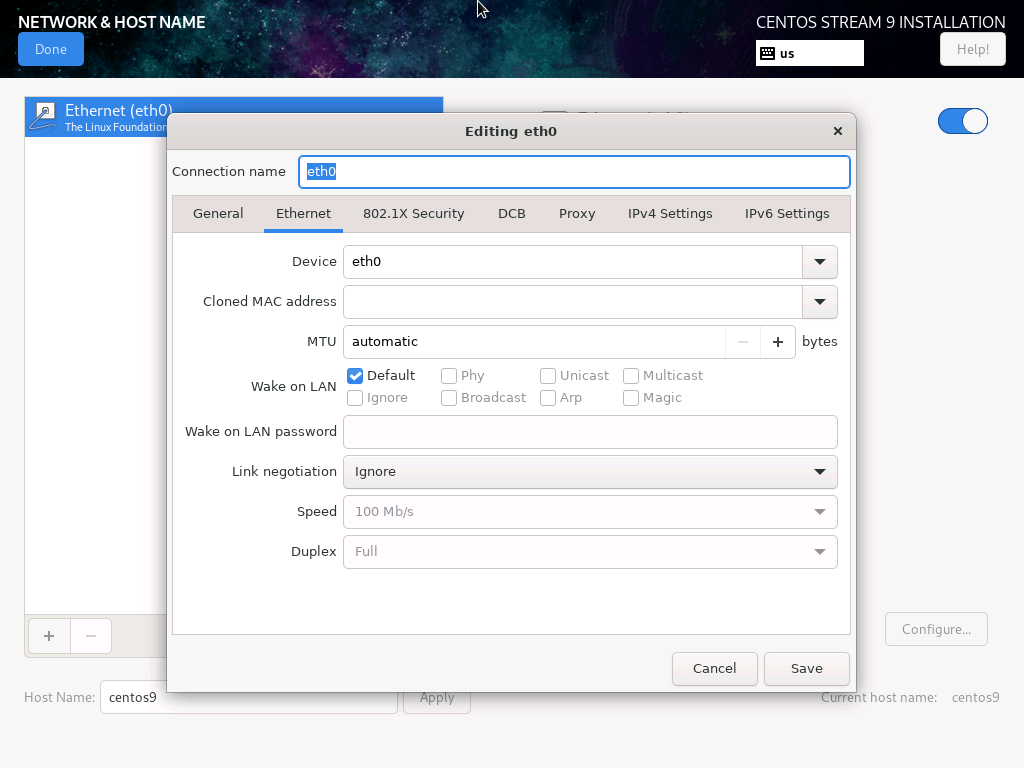 NETWORK & HOST NAME
CENTOS STREAM 9 INSTALLATION
Done
us
Help!
Ethernet (eth0)
The Linux Foundation
Editing eth0
Connection name eth0
General Ethernet 802.1X Security DCB Proxy IPv4 Settings IPv6 Settings
Device eth0
Cloned MAC address
MTU automatic bytes
Wake on LAN
Default Phy Unicast Multicast
Ignore Broadcast Arp Magic
Wake on LAN password
Link negotiation Ignore
Speed 100 Mb/s
Duplex Full
Configure...
Cancel Save
Host Name: centos9 Apply Current host name: centos9